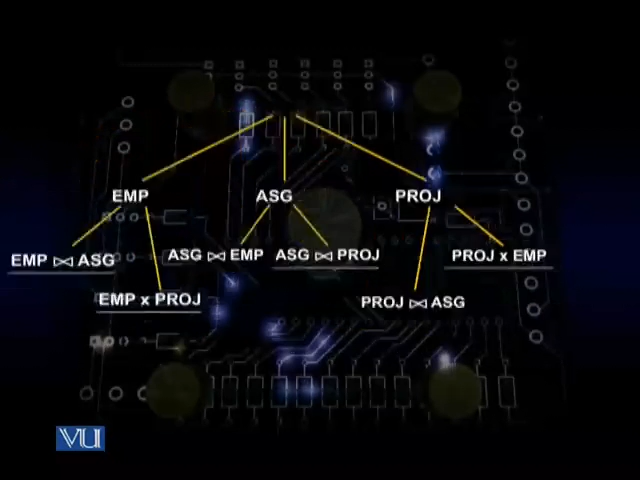 EMP ASG PROJ
EMP ⋈ ASG ASG ⋈ EMP ASG ⋈ PROJ PROJ x EMP
EMP x PROJ PROJ ⋈ ASG
VU